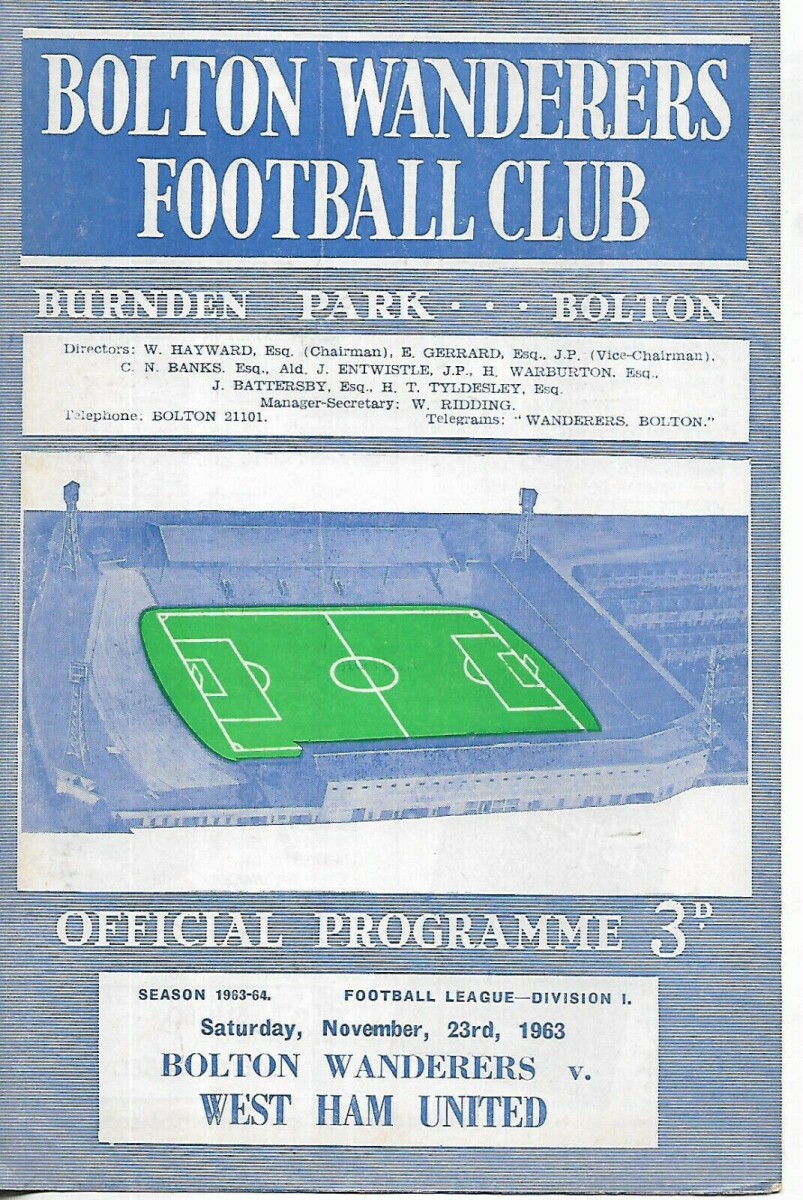 BOLTON WANDERERS
FOOTBALL CLUB
BURNDEN PARK . . . BOLTON
Directors: W. HAYWARD, Esq. (Chairman), E. GERRARD, Esq., J.P. (Vice-Chairman).
C. N. BANKS. Esq., Ald. J. ENTWISTLE, J.P., H. WARBURTON. Esq.,
J. BATTERSBY, Esq., H. T. TYLDESLEY, Esq.
Manager-Secretary: W. RIDDING.
Telephone: BOLTON 21101. Telegrams: "WANDERERS, BOLTON."
OFFICIAL PROGRAMME 3D.
SEASON 1963-64. FOOTBALL LEAGUE—DIVISION I.
Saturday, November, 23rd, 1963
BOLTON WANDERERS v.
WEST HAM UNITED